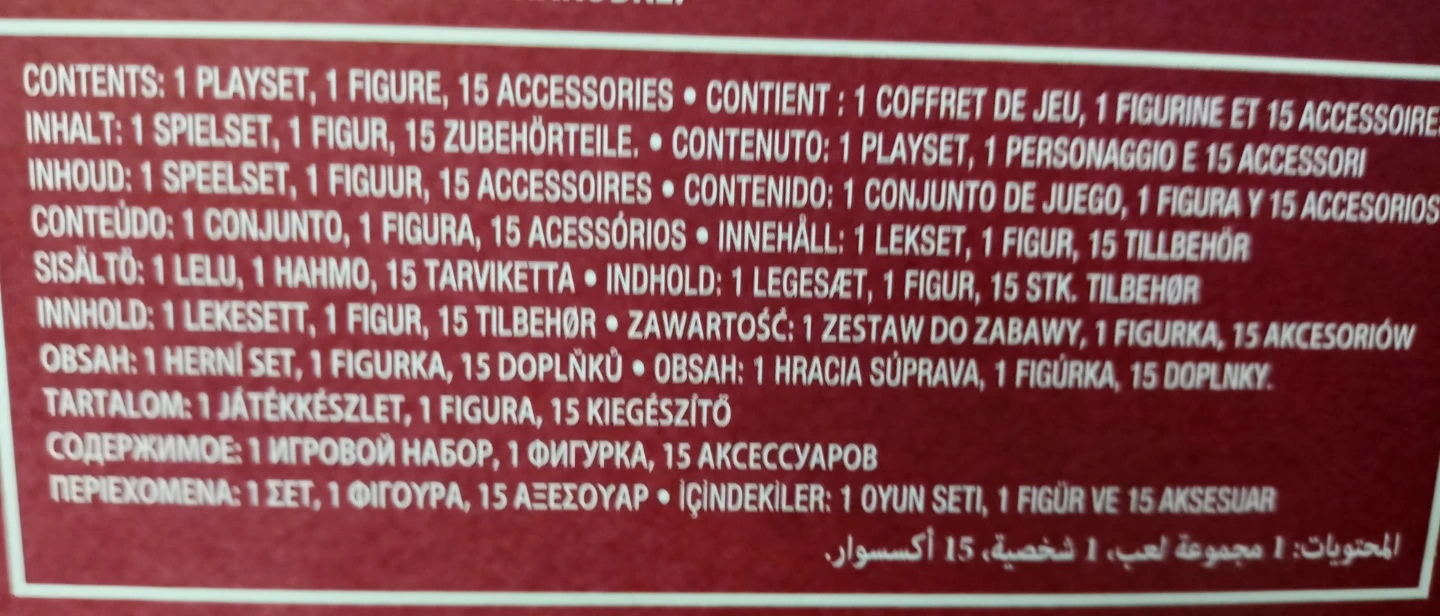 CONTENTS: 1 PLAYSET, 1 FIGURE, 15 ACCESSORIES • CONTIENT : 1 COFFRET DE JEU, 1 FIGURINE ET 15 ACCESSOIRE
INHALT: 1 SPIELSET, 1 FIGUR, 15 ZUBEHÖRTEILE. • CONTENUTO: 1 PLAYSET, 1 PERSONAGGIO E 15 ACCESSORI
INHOUD: 1 SPEELSET, 1 FIGUUR, 15 ACCESSOIRES • CONTENIDO: 1 CONJUNTO DE JUEGO, 1 FIGURA Y 15 ACCESORIOS
CONTEÚDO: 1 CONJUNTO, 1 FIGURA, 15 ACESSÓRIOS • INNEHÅLL: 1 LEKSET, 1 FIGUR, 15 TILLBEHÖR
SISÄLTÖ: 1 LELU, 1 HAHMO, 15 TARVIKETTA • INDHOLD: 1 LEGESÆT, 1 FIGUR, 15 STK. TILBEHØR
INNHOLD: 1 LEKESETT, 1 FIGUR, 15 TILBEHØR • ZAWARTOŚĆ: 1 ZESTAW DO ZABAWY, 1 FIGURKA, 15 AKCESORIÓW
OBSAH: 1 HERNÍ SET, 1 FIGURKA, 15 DOPLŇKŮ • OBSAH: 1 HRACIA SÚPRAVA, 1 FIGÚRKA, 15 DOPLNKY.
TARTALOM: 1 JÁTÉKKÉSZLET, 1 FIGURA, 15 KIEGÉSZÍTŐ
СОДЕРЖИМОЕ: 1 ИГРОВОЙ НАБОР, 1 ФИГУРКА, 15 АКСЕССУАРОВ
ΠΕΡΙΕΧΟΜΕΝΑ: 1 ΣΕΤ, 1 ΦΙΓΟΥΡΑ, 15 ΑΞΕΣΟΥΑΡ • İÇİNDEKİLER: 1 OYUN SETI, 1 FIGÜR VE 15 AKSESUAR
المحتويات: 1 مجموعة لعب، 1 شخصية، 15 أكسسوار.